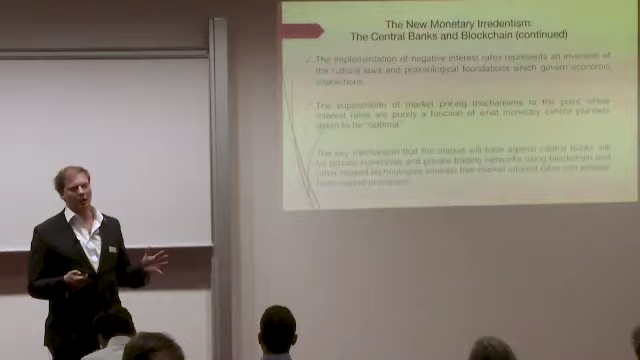 The New Monetary Irredentism:
The Central Banks and Blockchain (continued)
The implementation of negative interest rates represents an inversion of
the natural laws and praxiological foundations which govern economic
interactions.
The suppression of market pricing mechanisms to the point where
interest rates are purely a function of what monetary central planners
deem to be "optimal".
The key mechanism that the market will have against central banks will
be private currencies and private trading networks using blockchain and
other related technologies whereby free market interest rates can emerge
from market processes.